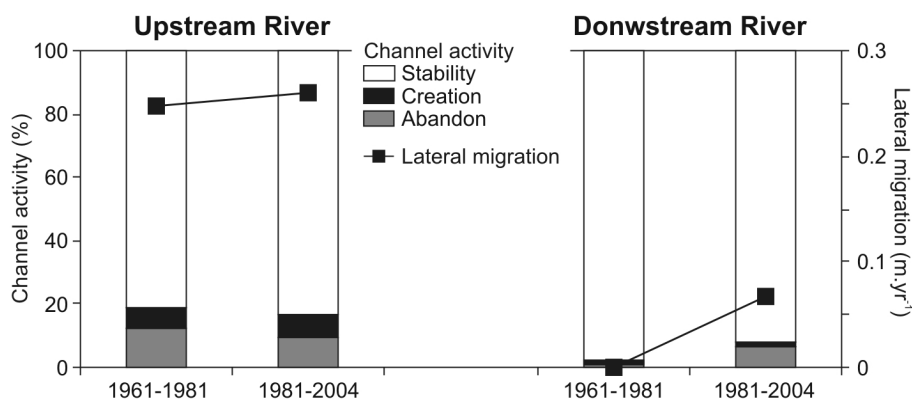 Upstream River
Donwstream River
Channel activity
Stability
Creation
Abandon
Lateral migration
Channel activity (%)
100
80
60
40
20
0
1961-1981
1981-2004
1961-1981
1981-2004
0.3
0.2
0.1
0
Lateral migration (m.yr⁻¹)